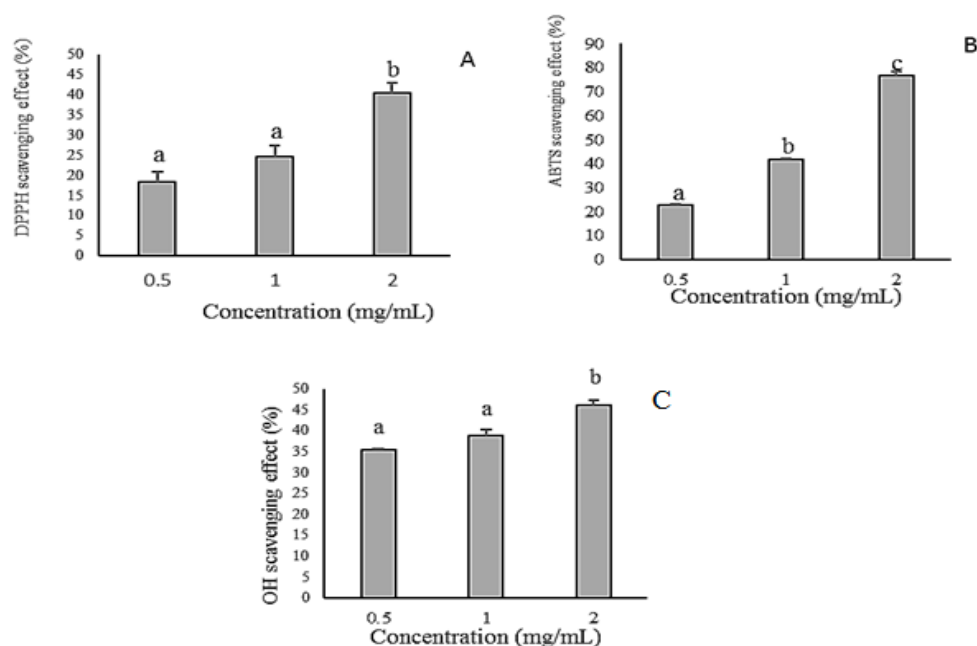 A
DPPH scavenging effect (%)
50
45
40
35
30
25
20
15
10
5
0
a
a
b
0.5 1 2
Concentration (mg/mL)
B
ABTS scavenging effect (%)
90
80
70
60
50
40
30
20
10
0
a
b
c
0.5 1 2
Concentration (mg/mL)
C
OH scavenging effect (%)
50
45
40
35
30
25
20
15
10
5
0
a
a
b
0.5 1 2
Concentration (mg/mL)